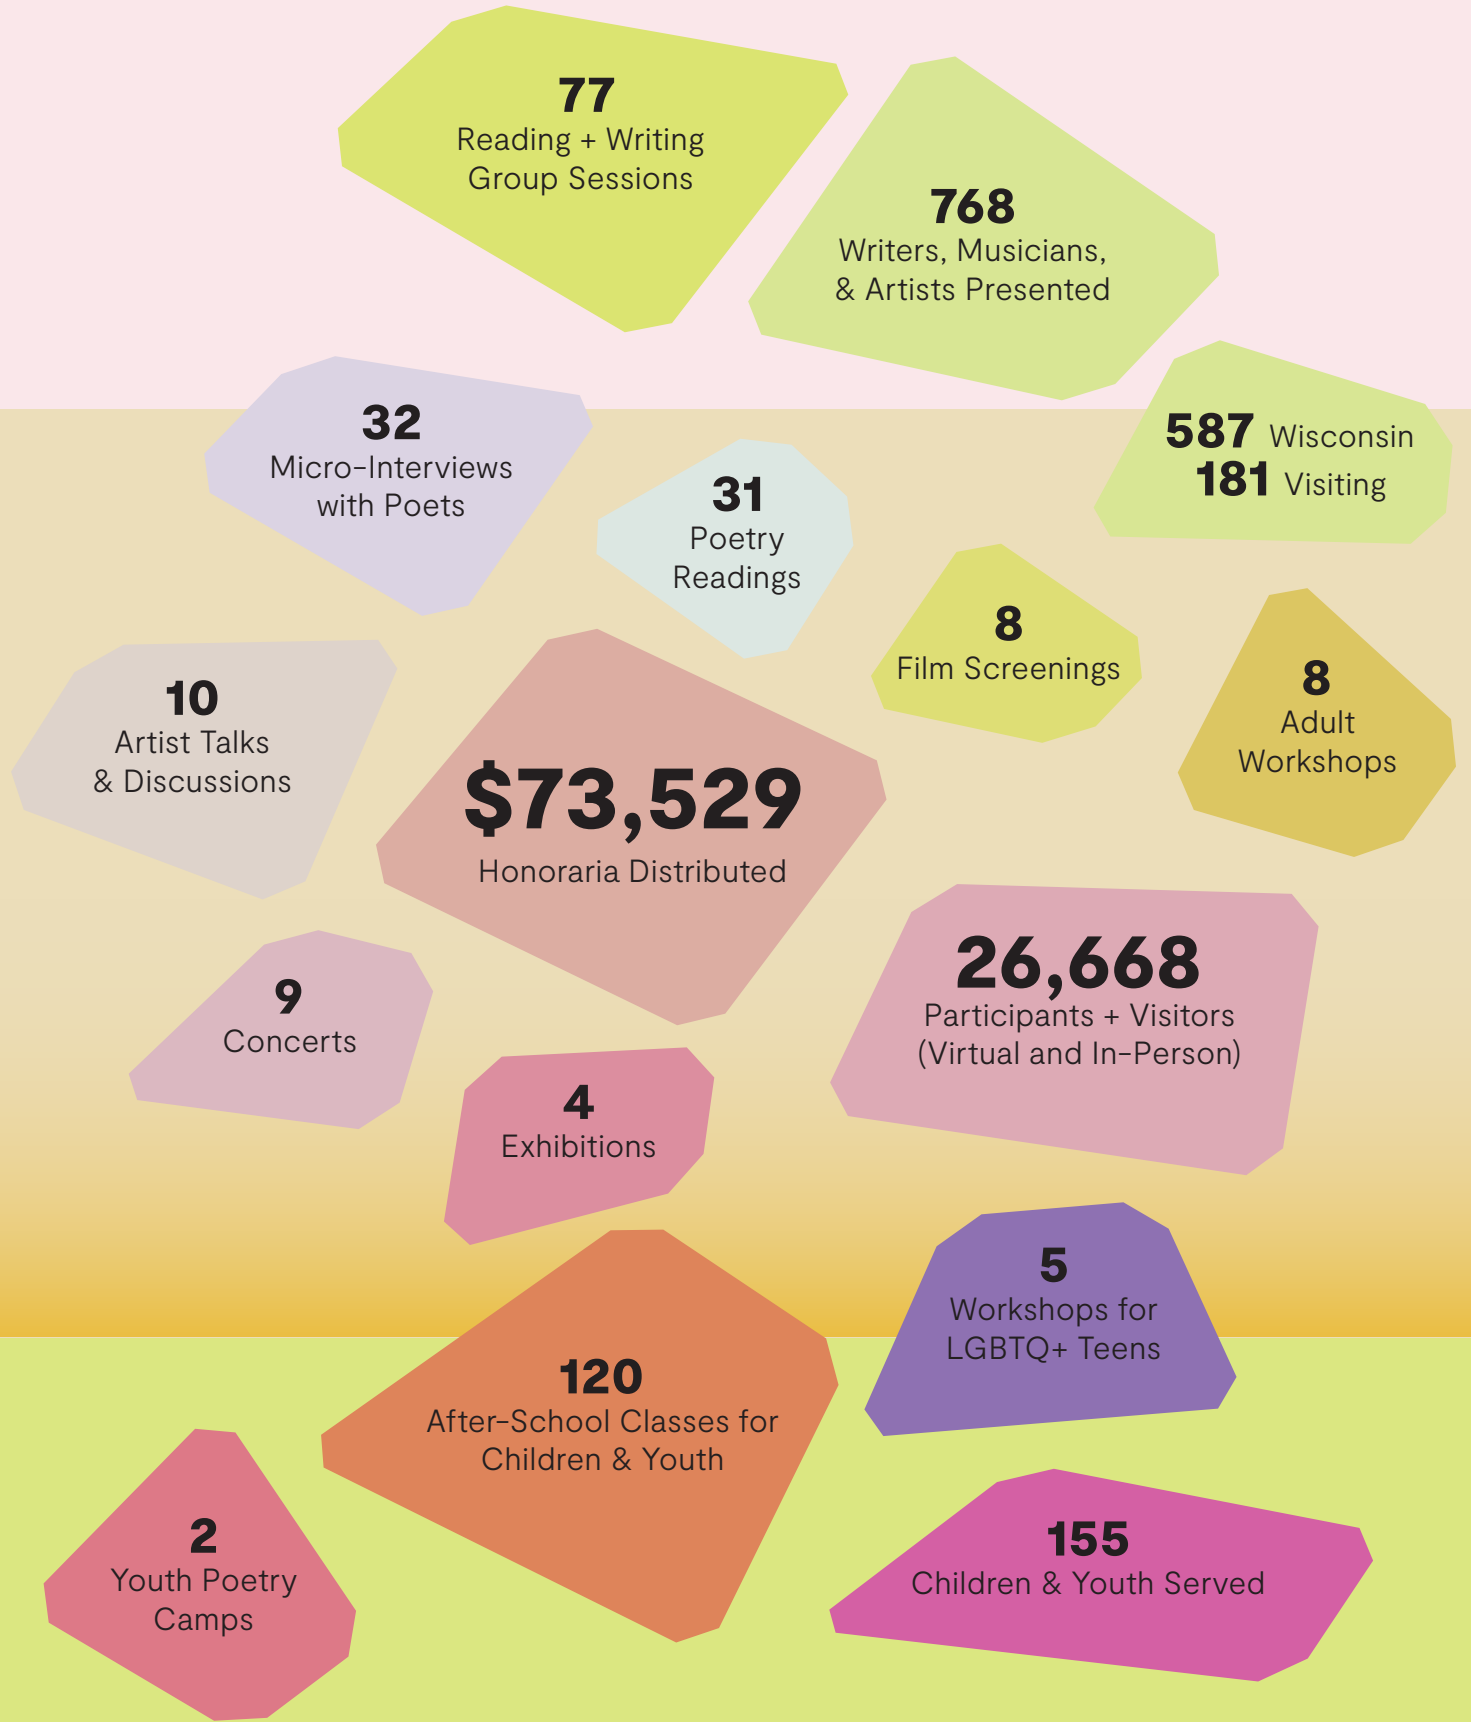 77
Reading + Writing
Group Sessions
768
Writers, Musicians,
& Artists Presented
32
Micro-Interviews
with Poets
587 Wisconsin
181 Visiting
31
Poetry
Readings
8
Film Screenings
8
Adult
Workshops
10
Artist Talks
& Discussions
$73,529
Honoraria Distributed
26,668
Participants + Visitors
(Virtual and In-Person)
9
Concerts
4
Exhibitions
5
Workshops for
LGBTQ+ Teens
120
After-School Classes for
Children & Youth
2
Youth Poetry
Camps
155
Children & Youth Served